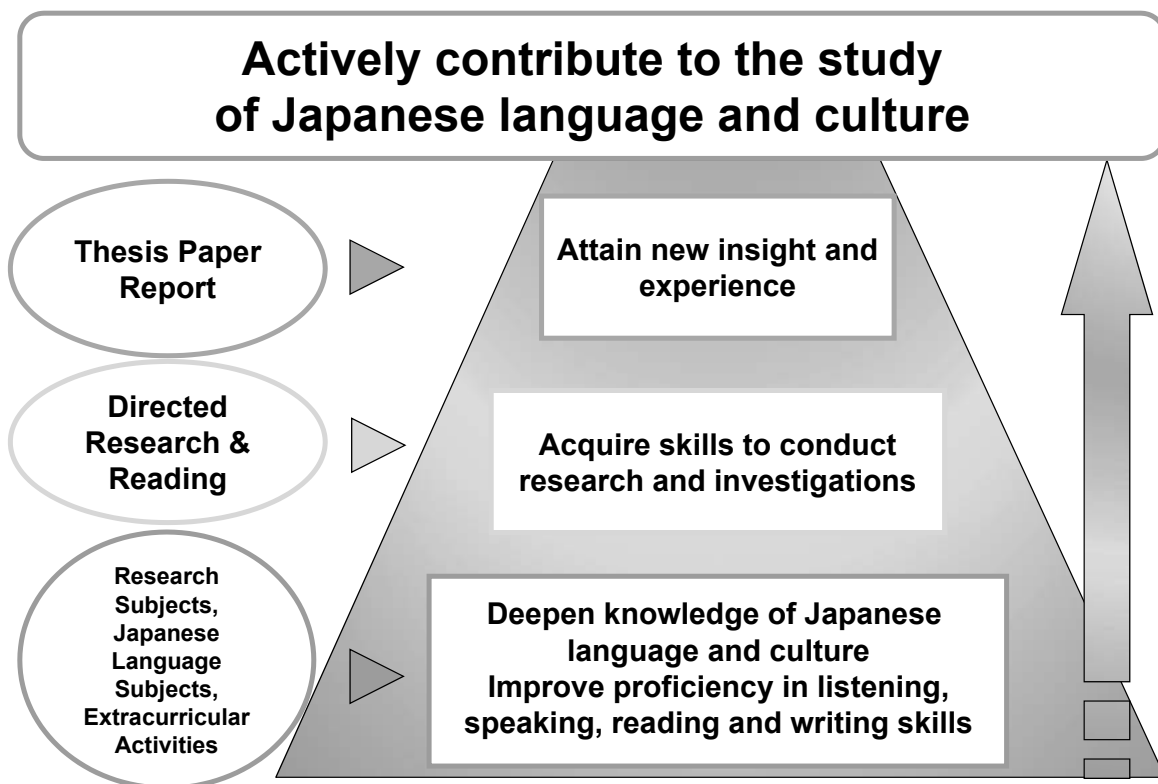 Actively contribute to the study
of Japanese language and culture
Thesis Paper
Report
Attain new insight and
experience
Directed
Research &
Reading
Acquire skills to conduct
research and investigations
Research
Subjects,
Japanese
Language
Subjects,
Extracurricular
Activities
Deepen knowledge of Japanese
language and culture
Improve proficiency in listening,
speaking, reading and writing skills